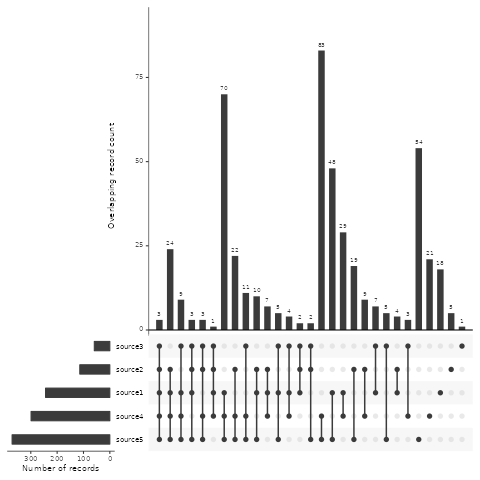 Overlapping record count
75
50
25
0
3 24 9 3 3 1 70 22 11 10 7 5 4 2 2 83 48 29 19 9 7 5 4 3 54 21 18 5 1
source3
source2
source1
source4
source5
300 200 100 0
Number of records